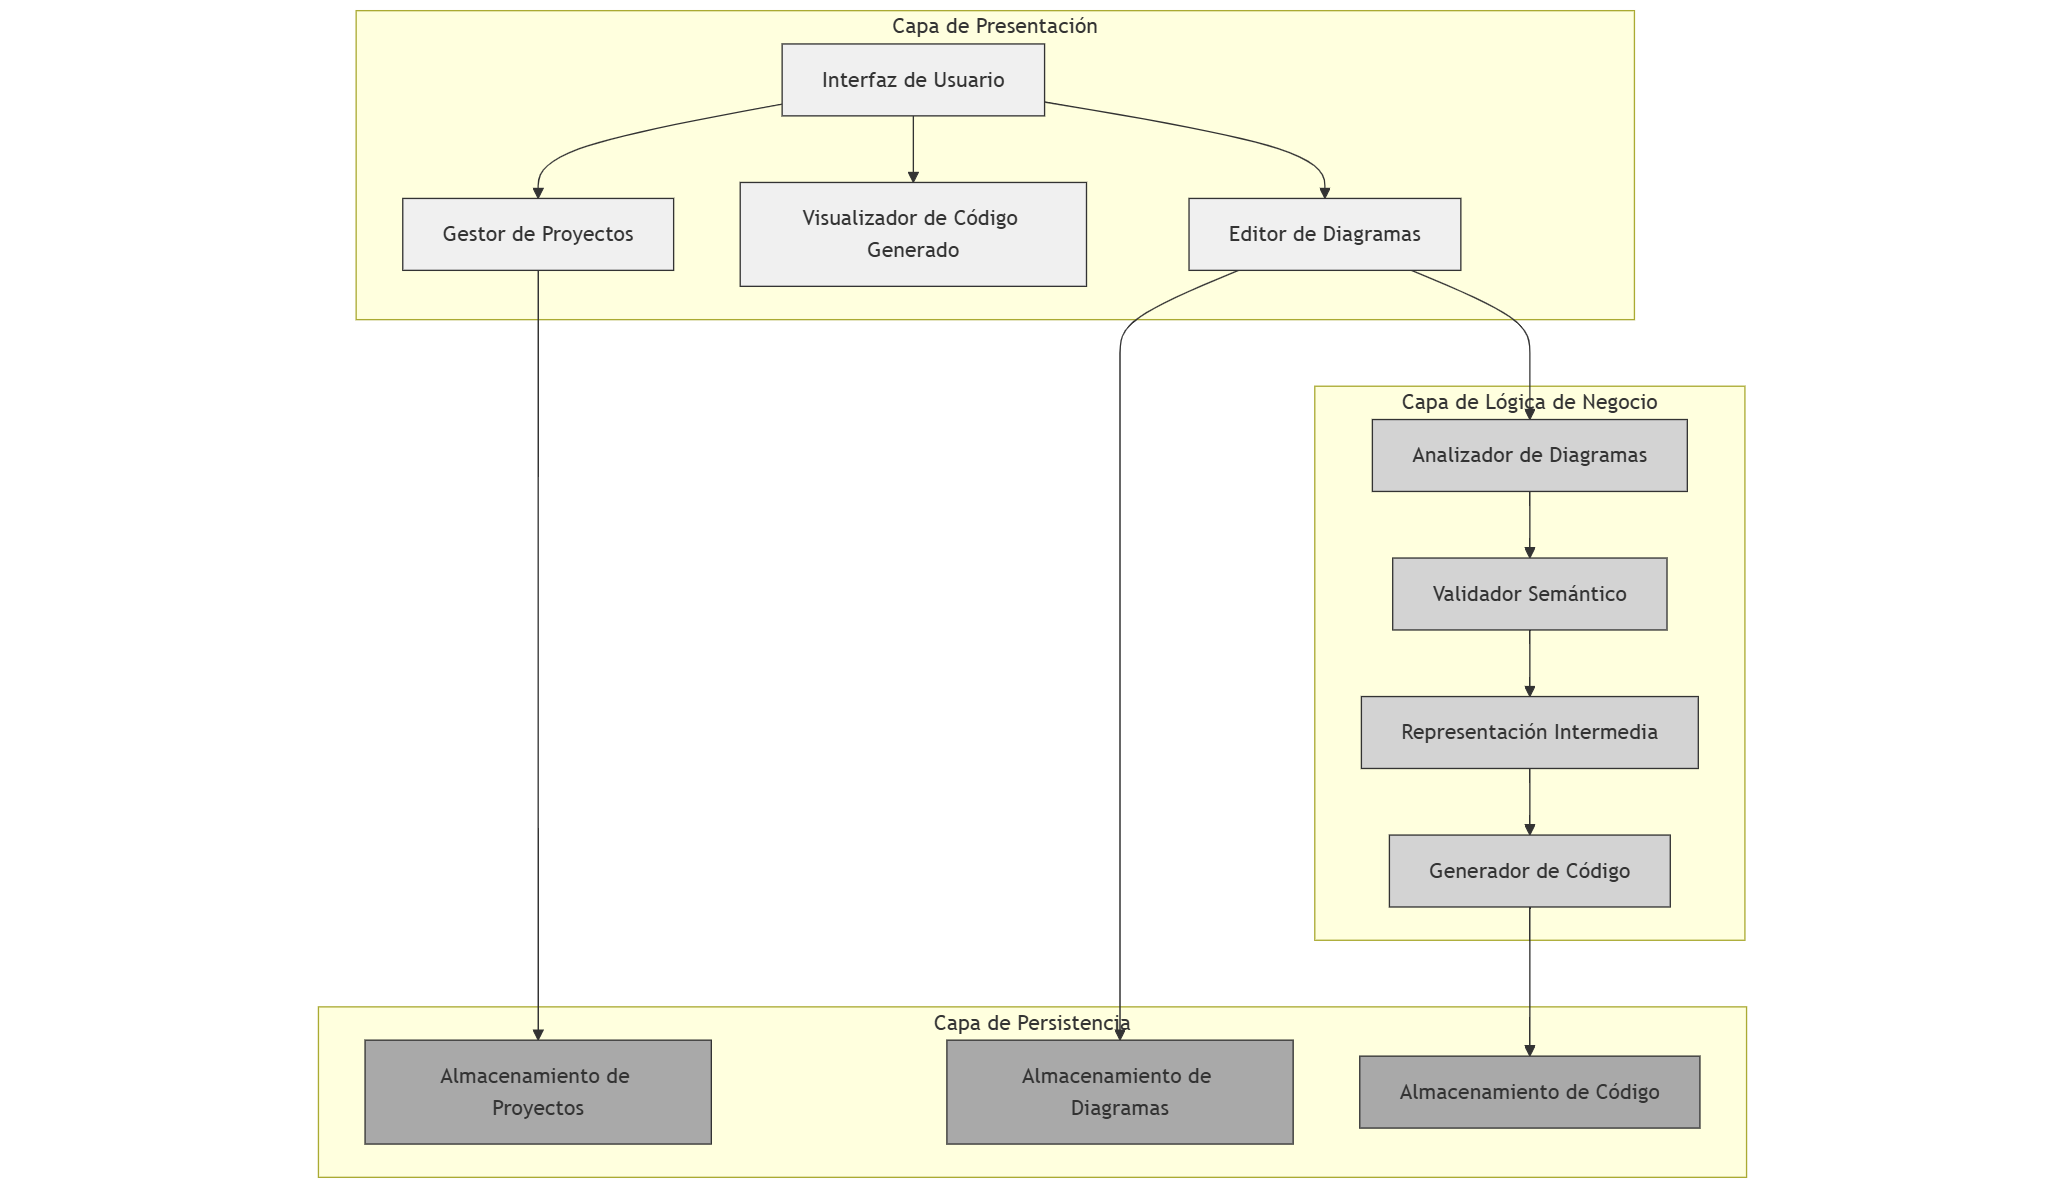 Capa de Presentación
Interfaz de Usuario
Gestor de Proyectos
Visualizador de Código
Generado
Editor de Diagramas
Capa de Lógica de Negocio
Analizador de Diagramas
Validador Semántico
Representación Intermedia
Generador de Código
Capa de Persistencia
Almacenamiento de
Proyectos
Almacenamiento de
Diagramas
Almacenamiento de Código